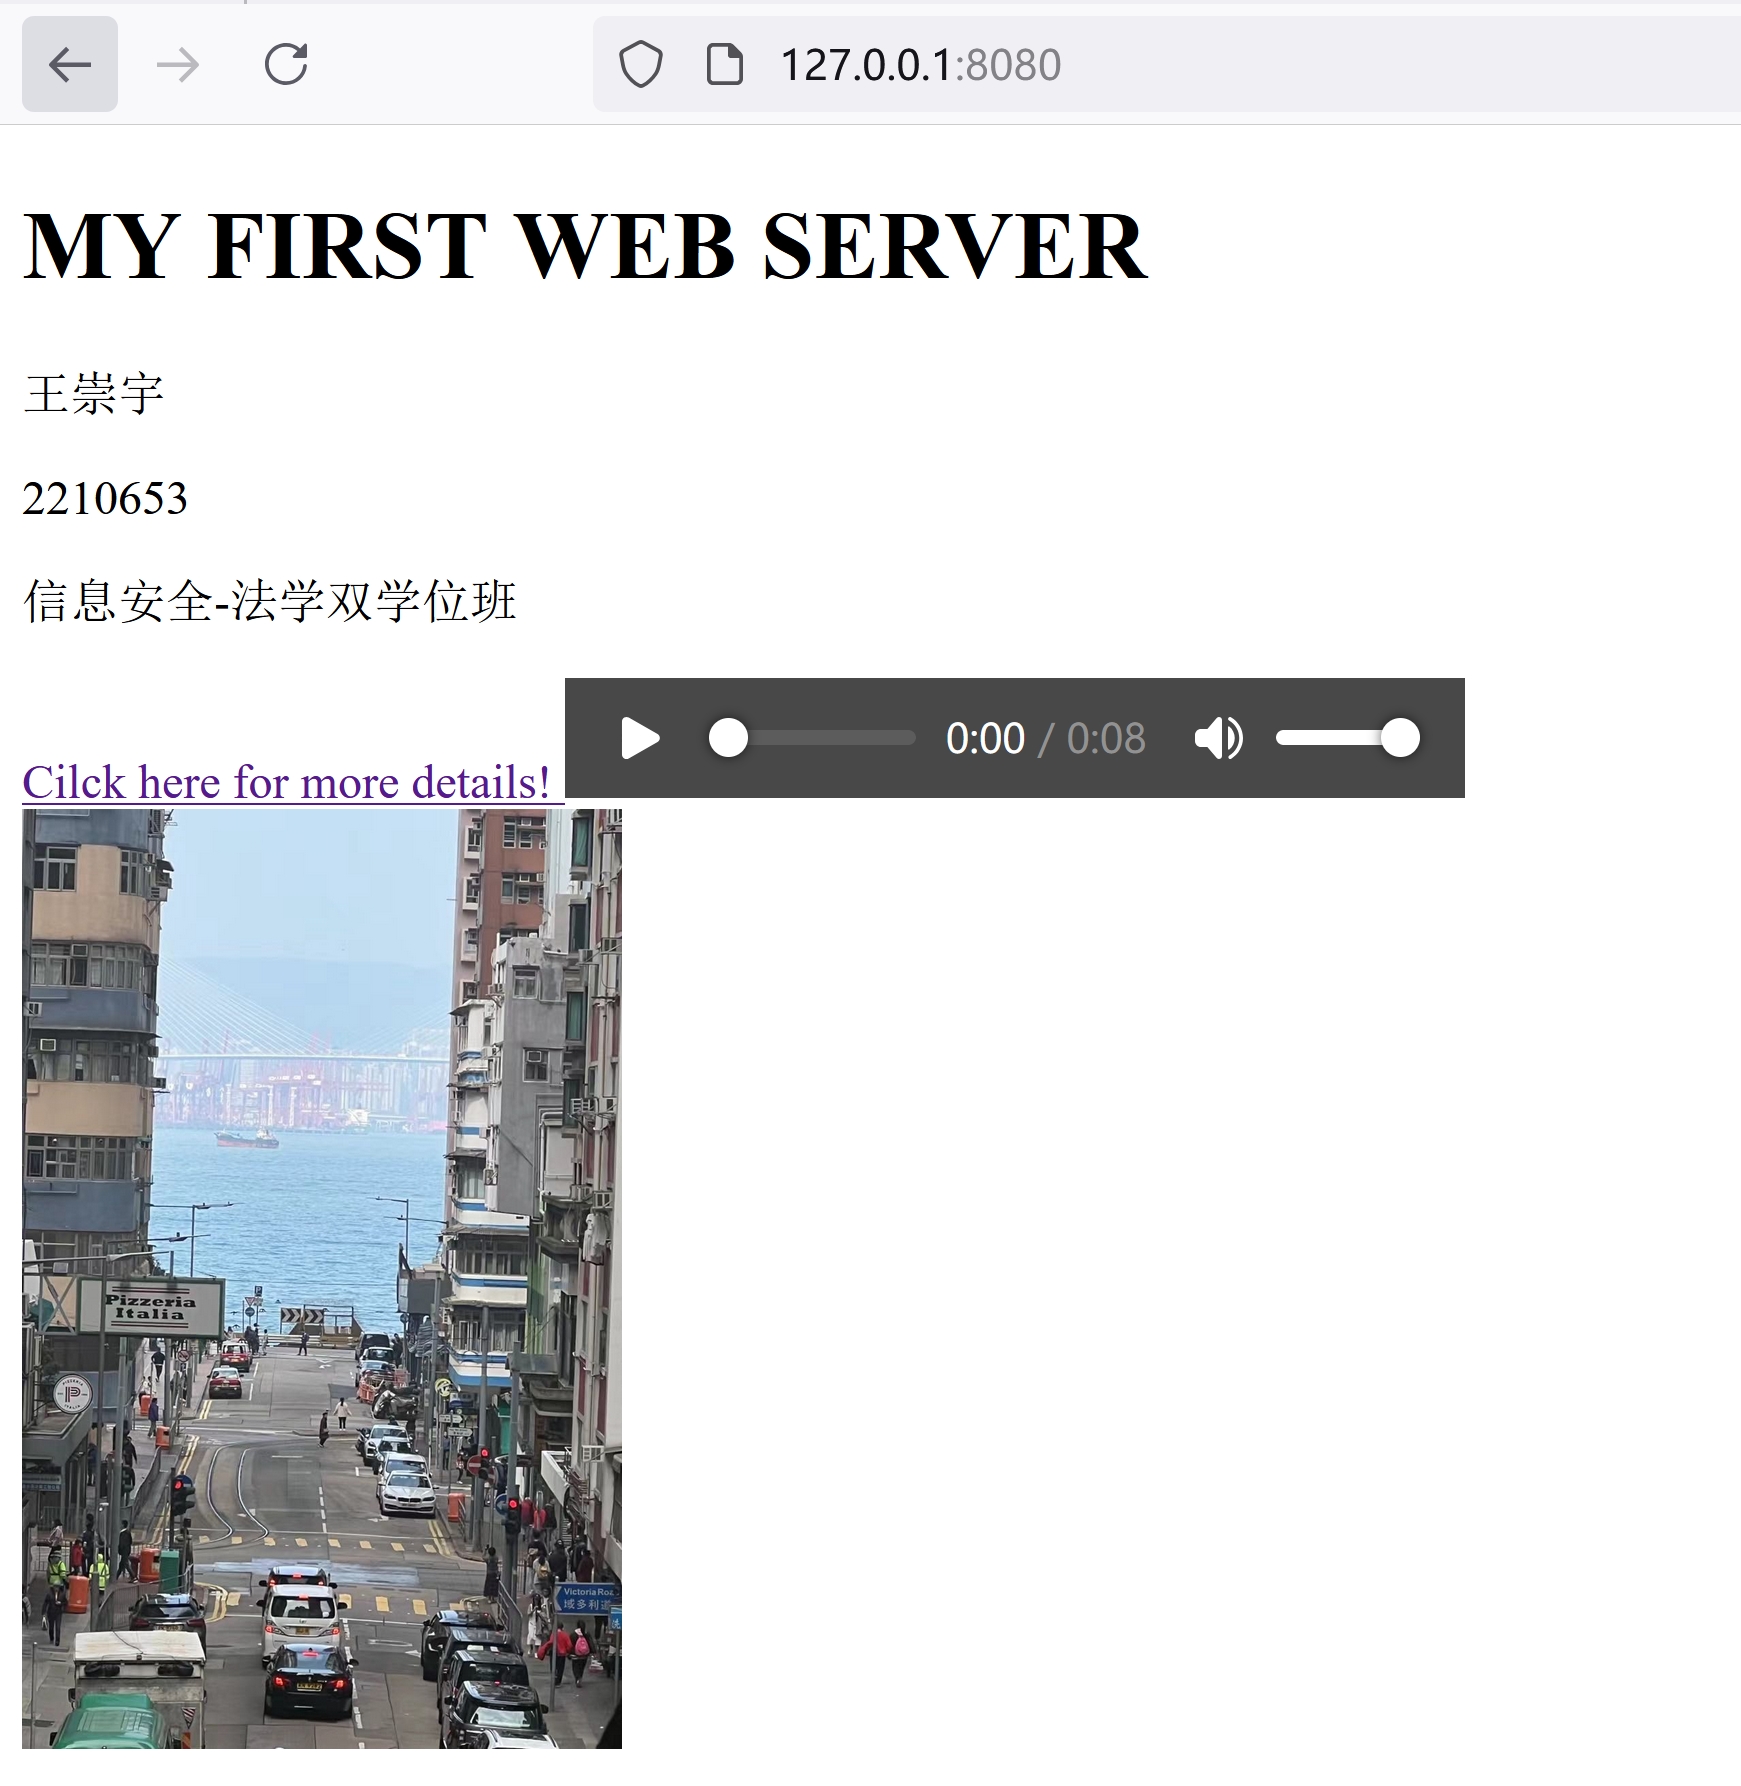 127.0.0.1:8080
MY FIRST WEB SERVER
王崇宇
2210653
信息安全-法学双学位班
Cilck here for more details!
0:00 / 0:08
Pizzeria
Italia
P
Victoria Roa
域多利道